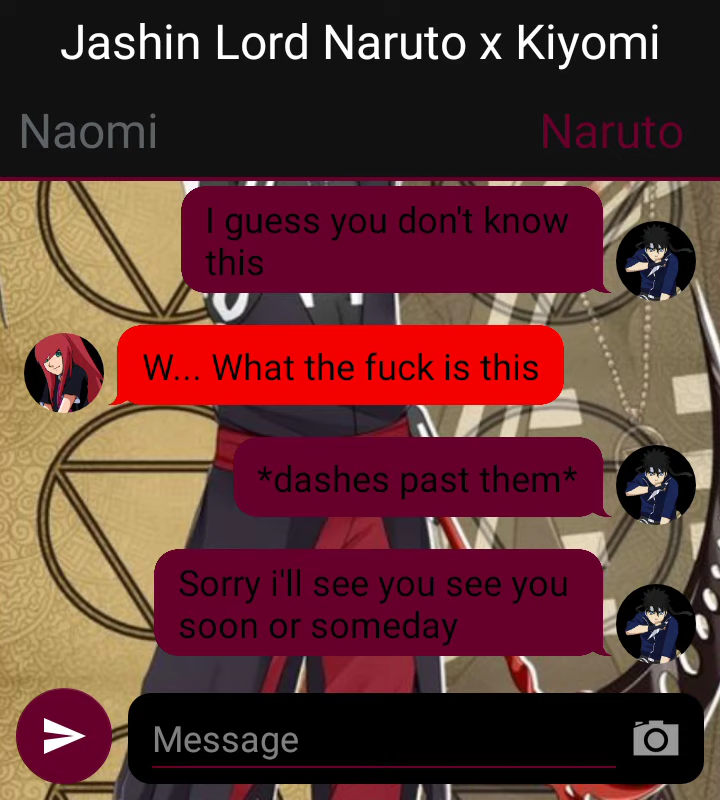 Jashin Lord Naruto x Kiyomi
Naomi
Naruto
I guess you don't know
this
W... What the fuck is this
*dashes past them*
Sorry i'll see you see you
soon or someday
Message